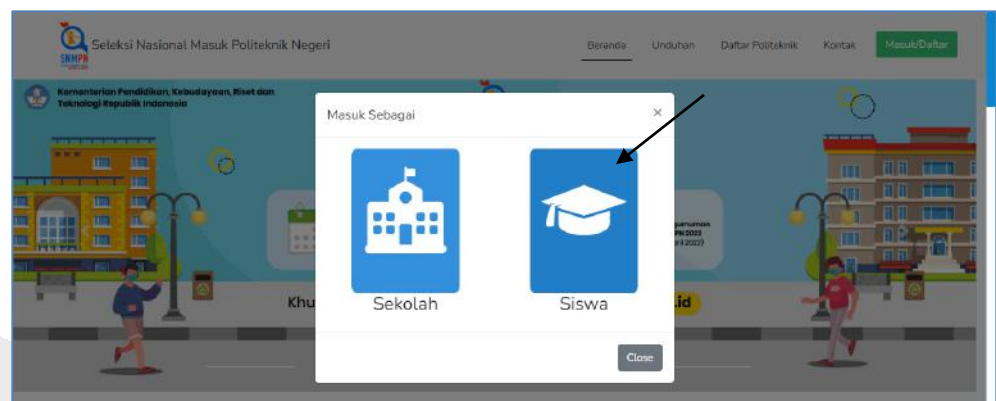 Seleksi Nasional Masuk Politeknik Negeri
SNMPN
Beranda
Unduhan
Daftar Politeknik
Kontak
Masuk/Daftar
Kementerian Pendidikan, Kebudayaan, Riset dan
Teknologi Republik Indonesia
Masuk Sebagai
×
Khu
.id
Sekolah
Siswa
Close